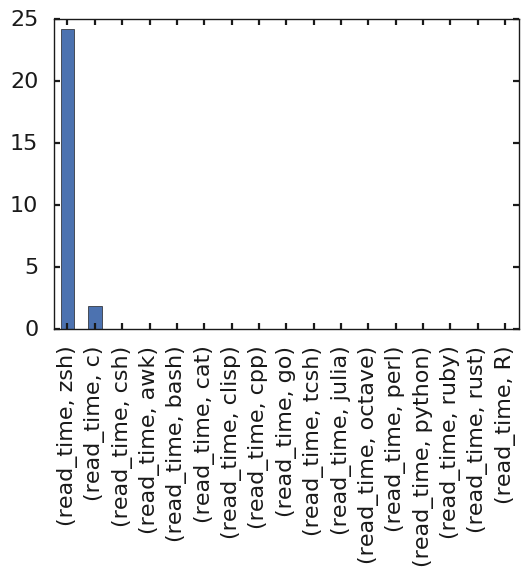 25
20
15
10
5
0
(read_time, zsh)
(read_time, c)
(read_time, csh)
(read_time, awk)
(read_time, bash)
(read_time, cat)
(read_time, clisp)
(read_time, cpp)
(read_time, go)
(read_time, tcsh)
(read_time, julia)
(read_time, octave)
(read_time, perl)
(read_time, python)
(read_time, ruby)
(read_time, rust)
(read_time, R)